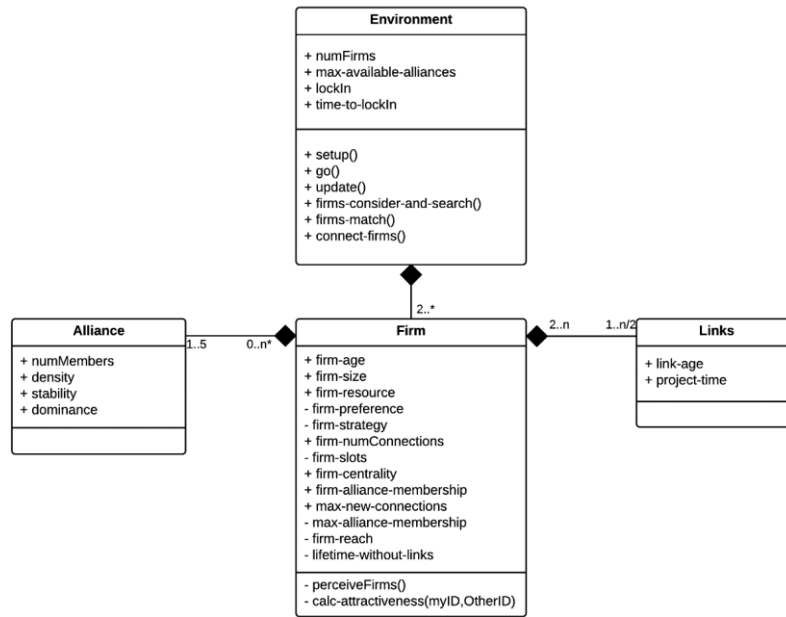 Environment
+ numFirms
+ max-available-alliances
+ lockIn
+ time-to-lockIn
+ setup()
+ go()
+ update()
+ firms-consider-and-search()
+ firms-match()
+ connect-firms()
2..*
Alliance
+ numMembers
+ density
+ stability
+ dominance
1..5
0..n*
Firm
+ firm-age
+ firm-size
+ firm-resource
- firm-preference
- firm-strategy
+ firm-numConnections
- firm-slots
+ firm-centrality
+ firm-alliance-membership
+ max-new-connections
- max-alliance-membership
- firm-reach
- lifetime-without-links
- perceiveFirms()
- calc-attractiveness(myID,OtherID)
2..n
1..n/2
Links
+ link-age
+ project-time